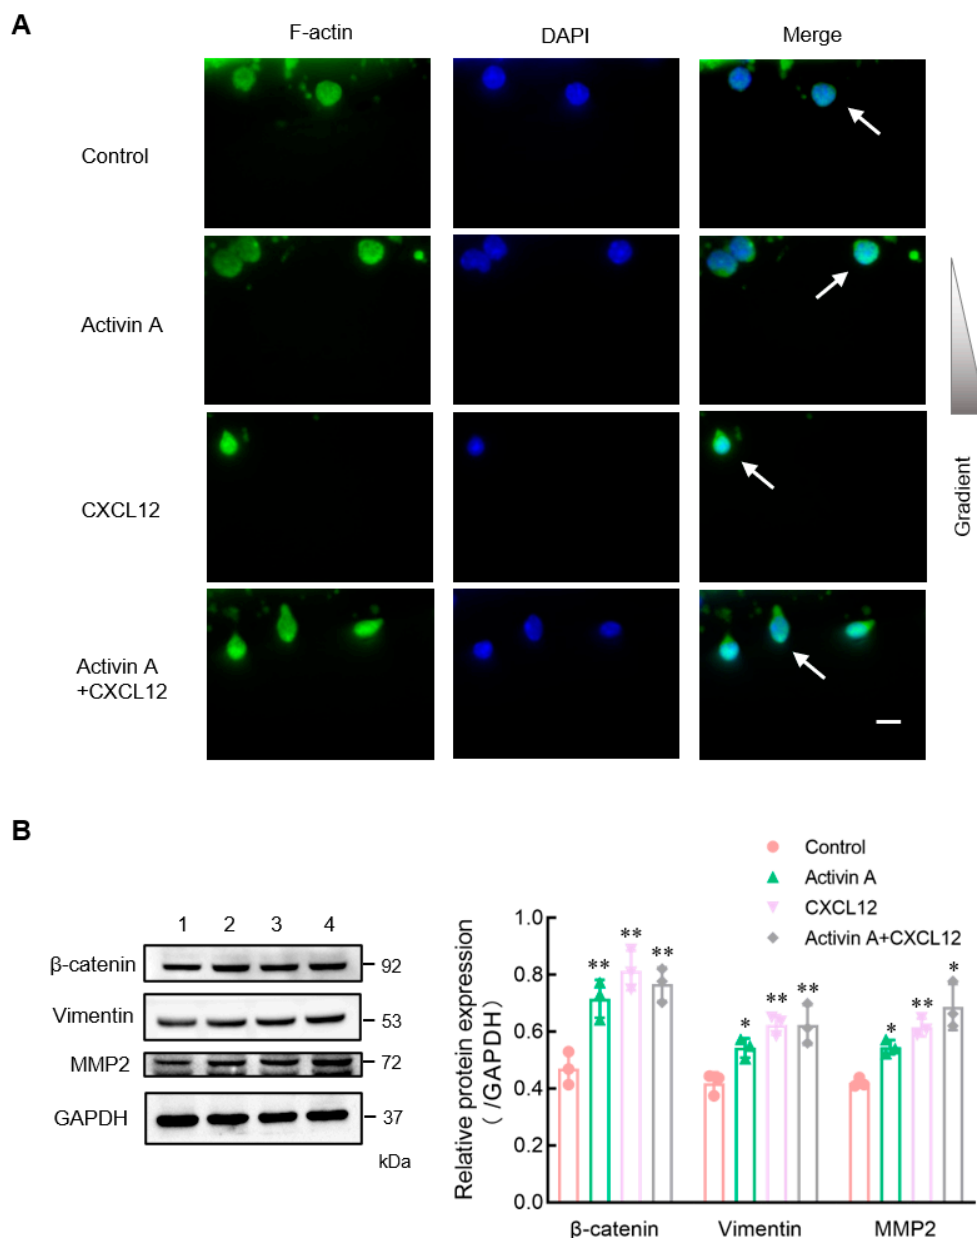 A
F-actin
DAPI
Merge
Control
Activin A
CXCL12
Activin A
+CXCL12
Gradient
B
1 2 3 4
β-catenin
92
Vimentin
53
MMP2
72
GAPDH
37
kDa
Control
Activin A
CXCL12
Activin A+CXCL12
Relative protein expression
( /GAPDH)
1.0
0.8
0.6
0.4
0.2
0.0
** ** **
* ** **
* ** *
β-catenin
Vimentin
MMP2